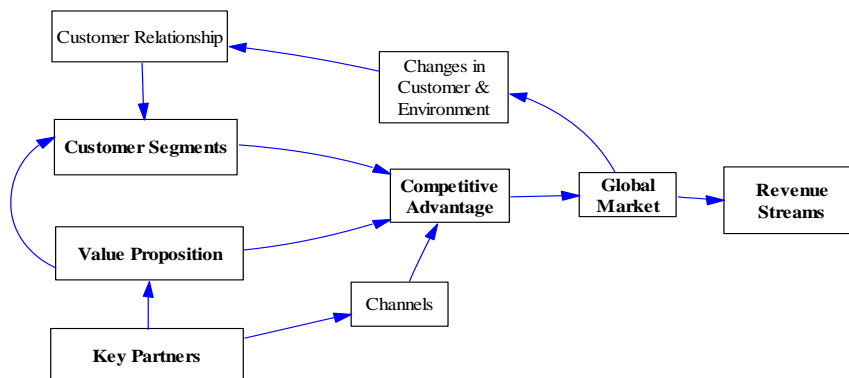 Customer Relationship
Changes in
Customer &
Environment
Customer Segments
Competitive
Advantage
Global
Market
Revenue
Streams
Value Proposition
Channels
Key Partners